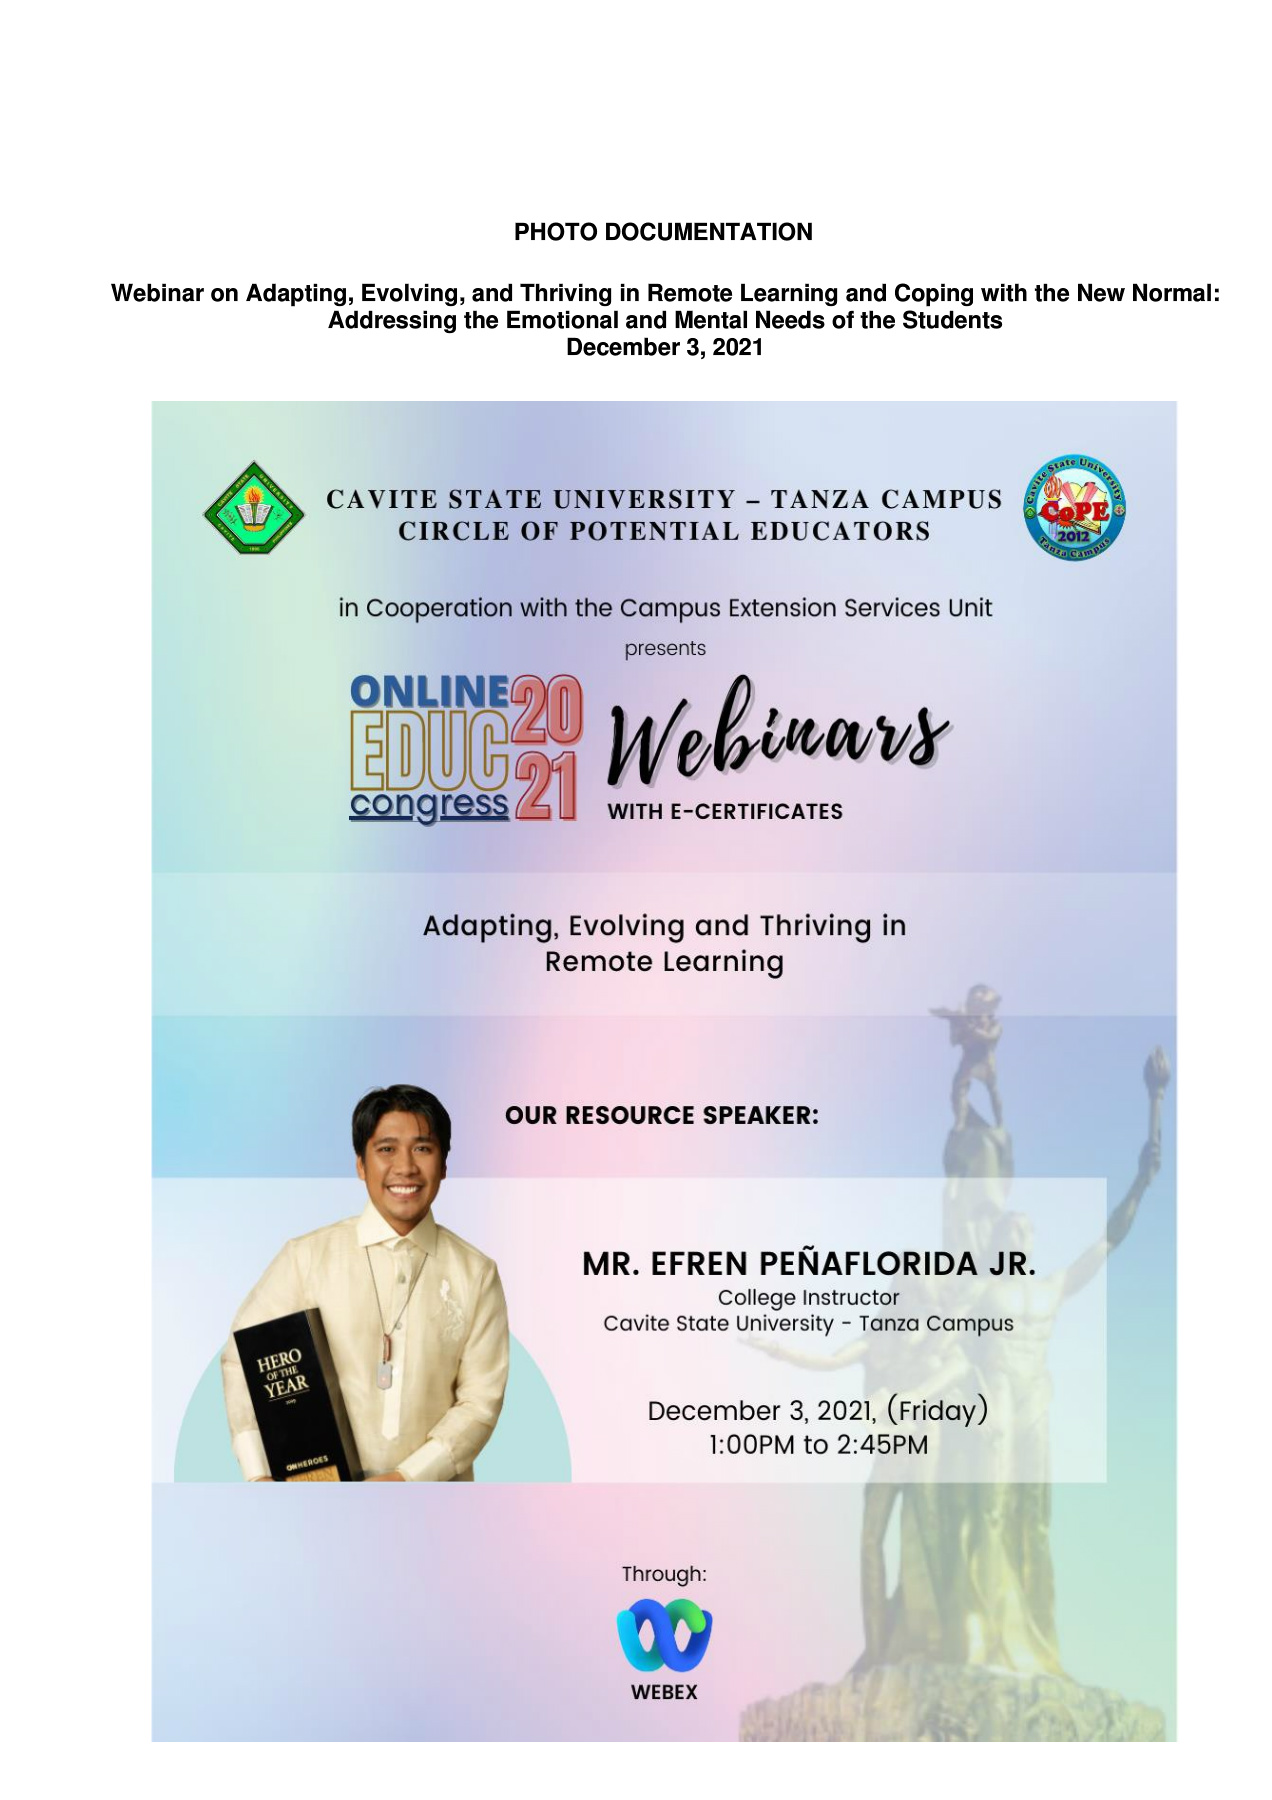 PHOTO DOCUMENTATION
Webinar on Adapting, Evolving, and Thriving in Remote Learning and Coping with the New Normal:
Addressing the Emotional and Mental Needs of the Students
December 3, 2021
CAVITE STATE UNIVERSITY – TANZA CAMPUS
CIRCLE OF POTENTIAL EDUCATORS
Cavite State University
CoPE
2012
Tanza Campus
in Cooperation with the Campus Extension Services Unit
presents
ONLINE
EDUC
congress
20
21
Webinars
WITH E-CERTIFICATES
Adapting, Evolving and Thriving in
Remote Learning
OUR RESOURCE SPEAKER:
MR. EFREN PEÑAFLORIDA JR.
College Instructor
Cavite State University - Tanza Campus
HERO
OF THE
YEAR
CNN HEROES
December 3, 2021, (Friday)
1:00PM to 2:45PM
Through:
WEBEX